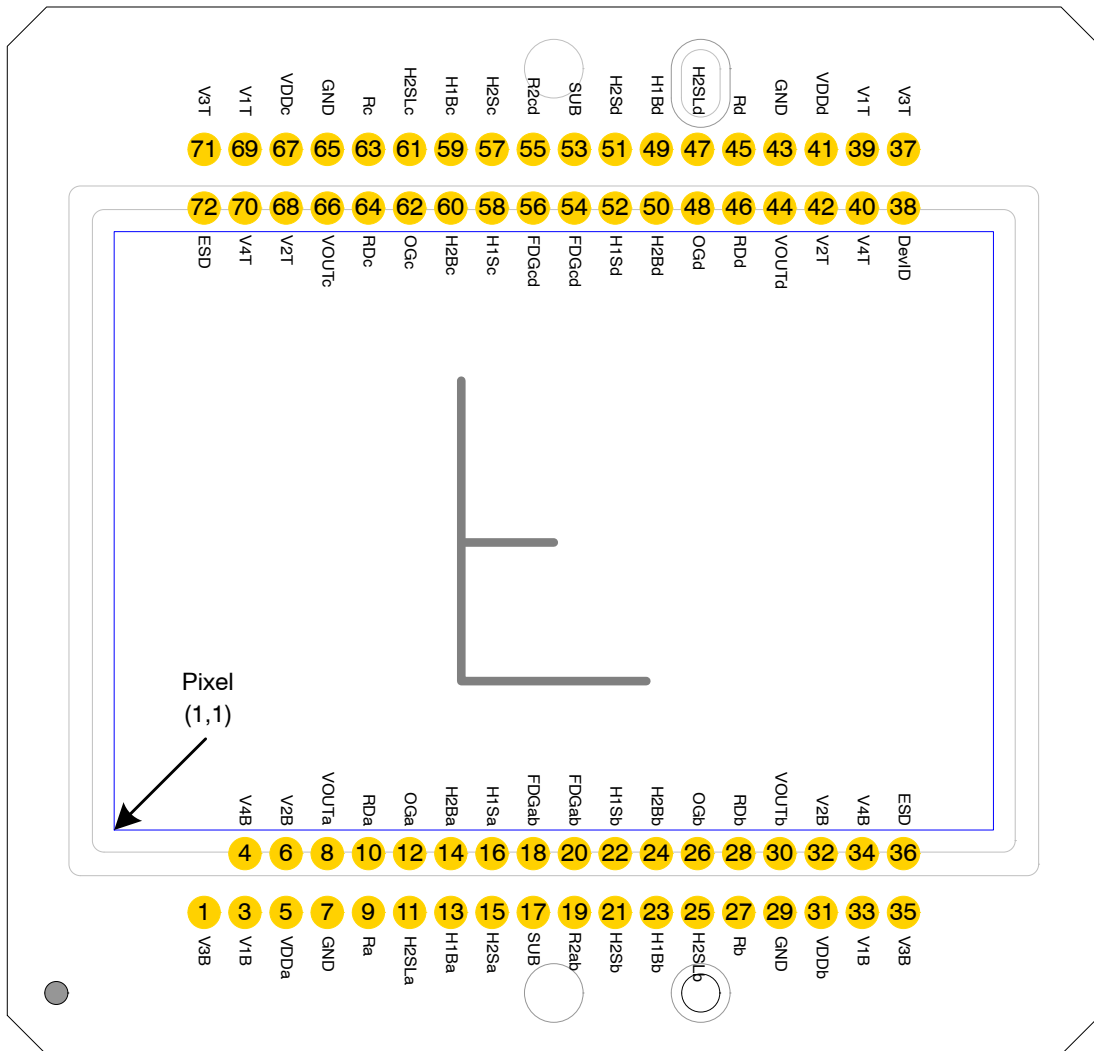 V3T V1T VDDc GND Rc H2SLc H1Bc H2Sc R2cd SUB H2Sd H1Bd H2SLd Rd GND VDDd V1T V3T
71 69 67 65 63 61 59 57 55 53 51 49 47 45 43 41 39 37
72 70 68 66 64 62 60 58 56 54 52 50 48 46 44 42 40 38
ESD V4T V2T VOUTc RDc OGc H2Bc H1Sc FDGcd FDGcd H1Sd H2Bd OGd RDd VOUTd V2T V4T DevID
Pixel
(1,1)
V4B V2B VOUTa RDa OGa H2Ba H1Sa FDGab FDGab H1Sb H2Bb OGb RDb VOUTb V2B V4B ESD
4 6 8 10 12 14 16 18 20 22 24 26 28 30 32 34 36
1 3 5 7 9 11 13 15 17 19 21 23 25 27 29 31 33 35
V3B V1B VDDa GND Ra H2SLa H1Ba H2Sa SUB R2ab H2Sb H1Bb H2SLb Rb GND VDDb V1B V3B